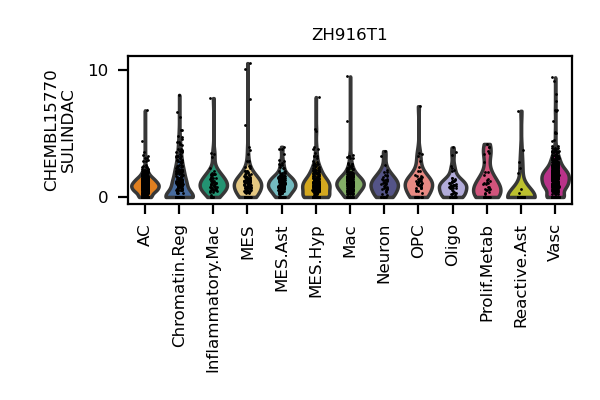 ZH916T1
CHEMBL15770
SULINDAC
10
0
AC
Chromatin.Reg
Inflammatory.Mac
MES
MES.Ast
MES.Hyp
Mac
Neuron
OPC
Oligo
Prolif.Metab
Reactive.Ast
Vasc